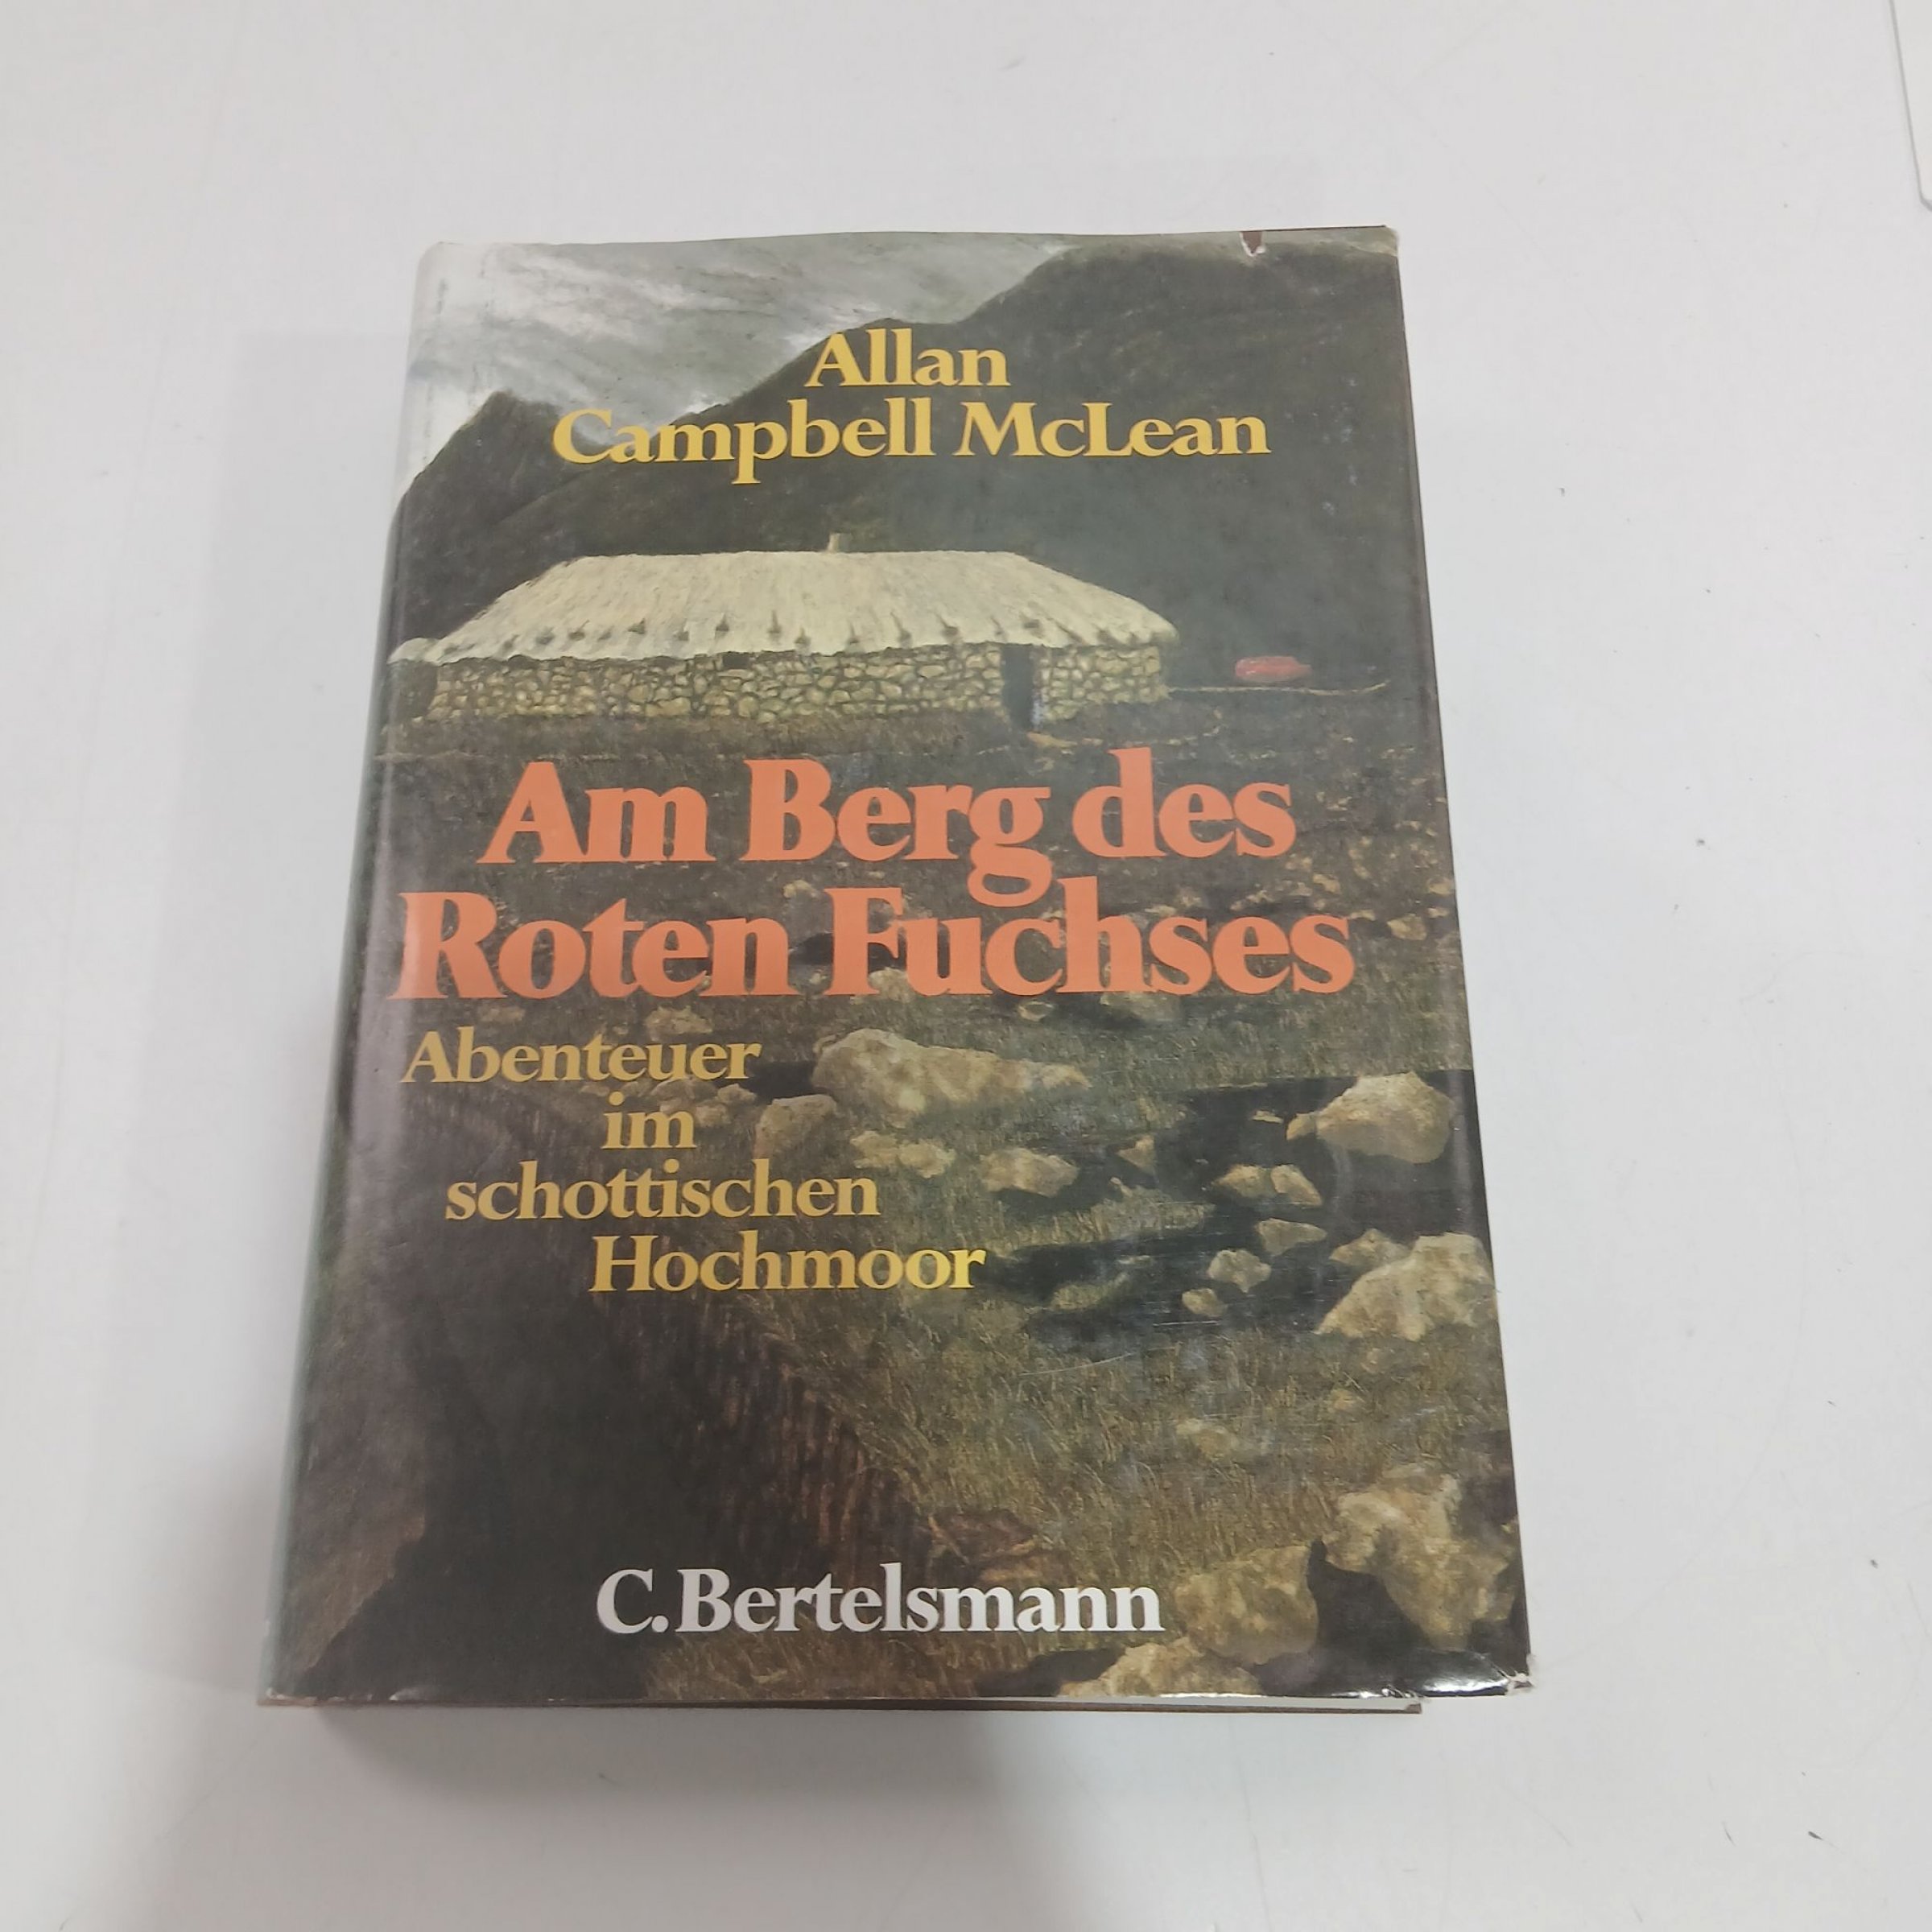 Allan
Campbell McLean
Am Berg des
Roten Fuchses
Abenteuer
im
schottischen
Hochmoor
C.Bertelsmann